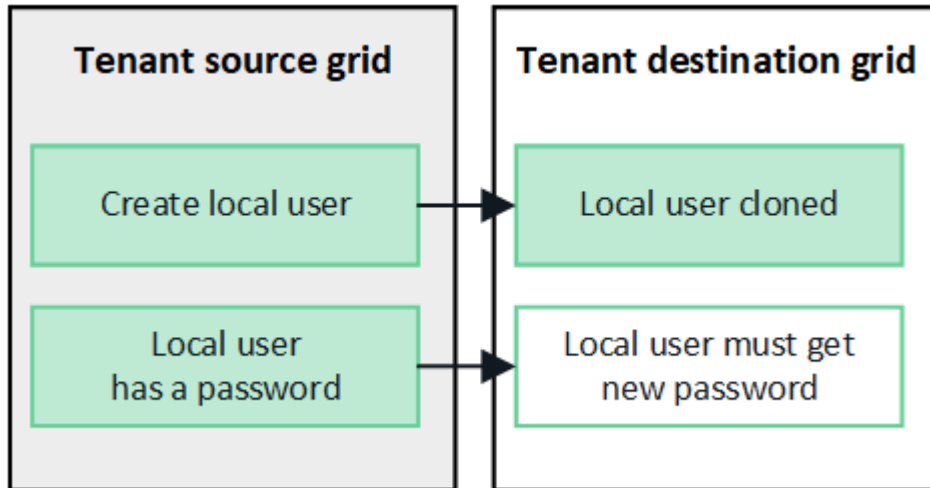 Tenant source grid
Tenant destination grid
Create local user
Local user cloned
Local user
has a password
Local user must get
new password